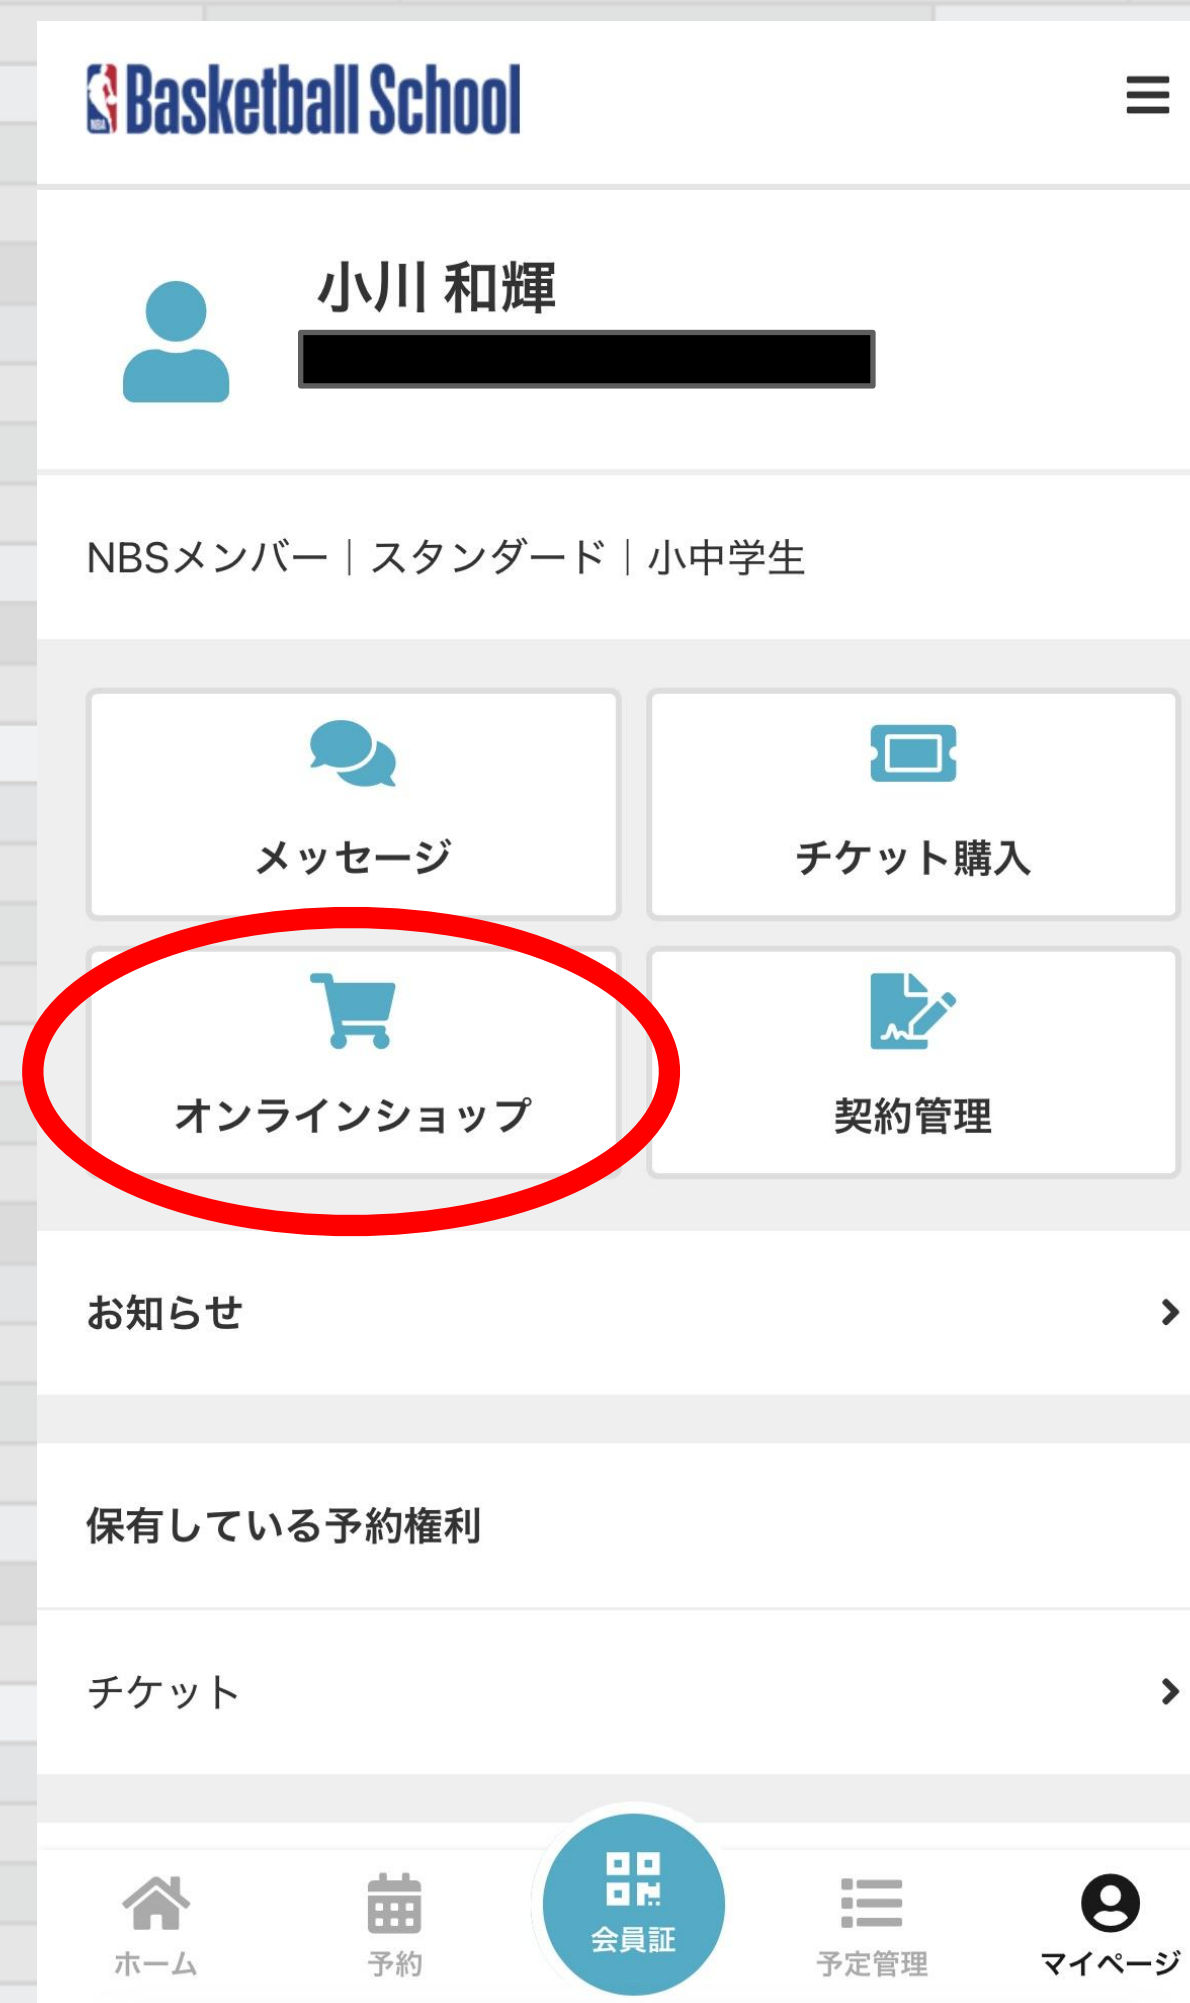 NBA Basketball School
小川 和輝
NBSメンバー｜スタンダード｜小中学生
メッセージ
チケット購入
オンラインショップ
契約管理
お知らせ
保有している予約権利
チケット
ホーム
予約
会員証
予定管理
マイページ